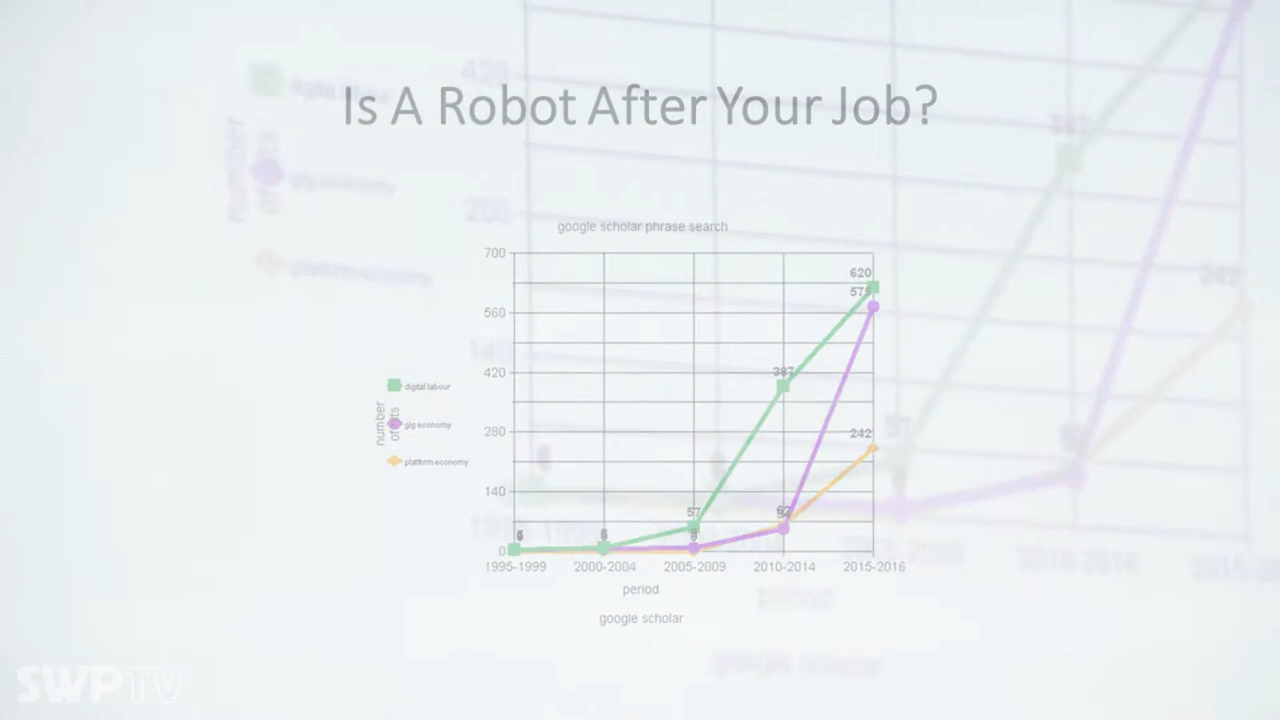 Is A Robot After Your Job?
google scholar phrase search
700
560
420
280
140
0
620
575
387
242
57
digital labour
gig economy
platform economy
number
of hits
1995-1999
2000-2004
2005-2009
2010-2014
2015-2016
period
google scholar
SWPTV